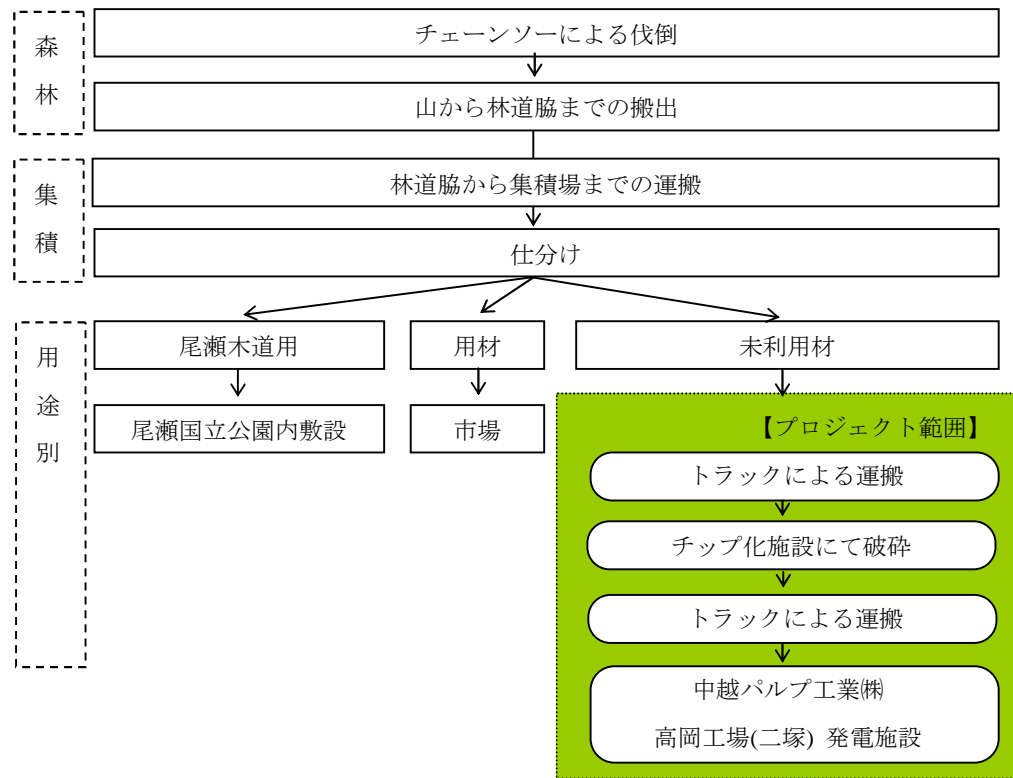 森林
チェーンソーによる伐倒
山から林道脇までの搬出
集積
林道脇から集積場までの運搬
仕分け
用途別
尾瀬木道用
用材
未利用材
尾瀬国立公園内敷設
市場
【プロジェクト範囲】
トラックによる運搬
チップ化施設にて破砕
トラックによる運搬
中越パルプ工業㈱
高岡工場(二塚) 発電施設